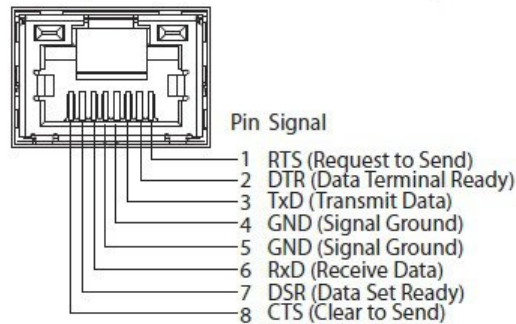 Pin Signal
1 RTS (Request to Send)
2 DTR (Data Terminal Ready)
3 TxD (Transmit Data)
4 GND (Signal Ground)
5 GND (Signal Ground)
6 RxD (Receive Data)
7 DSR (Data Set Ready)
8 CTS (Clear to Send)